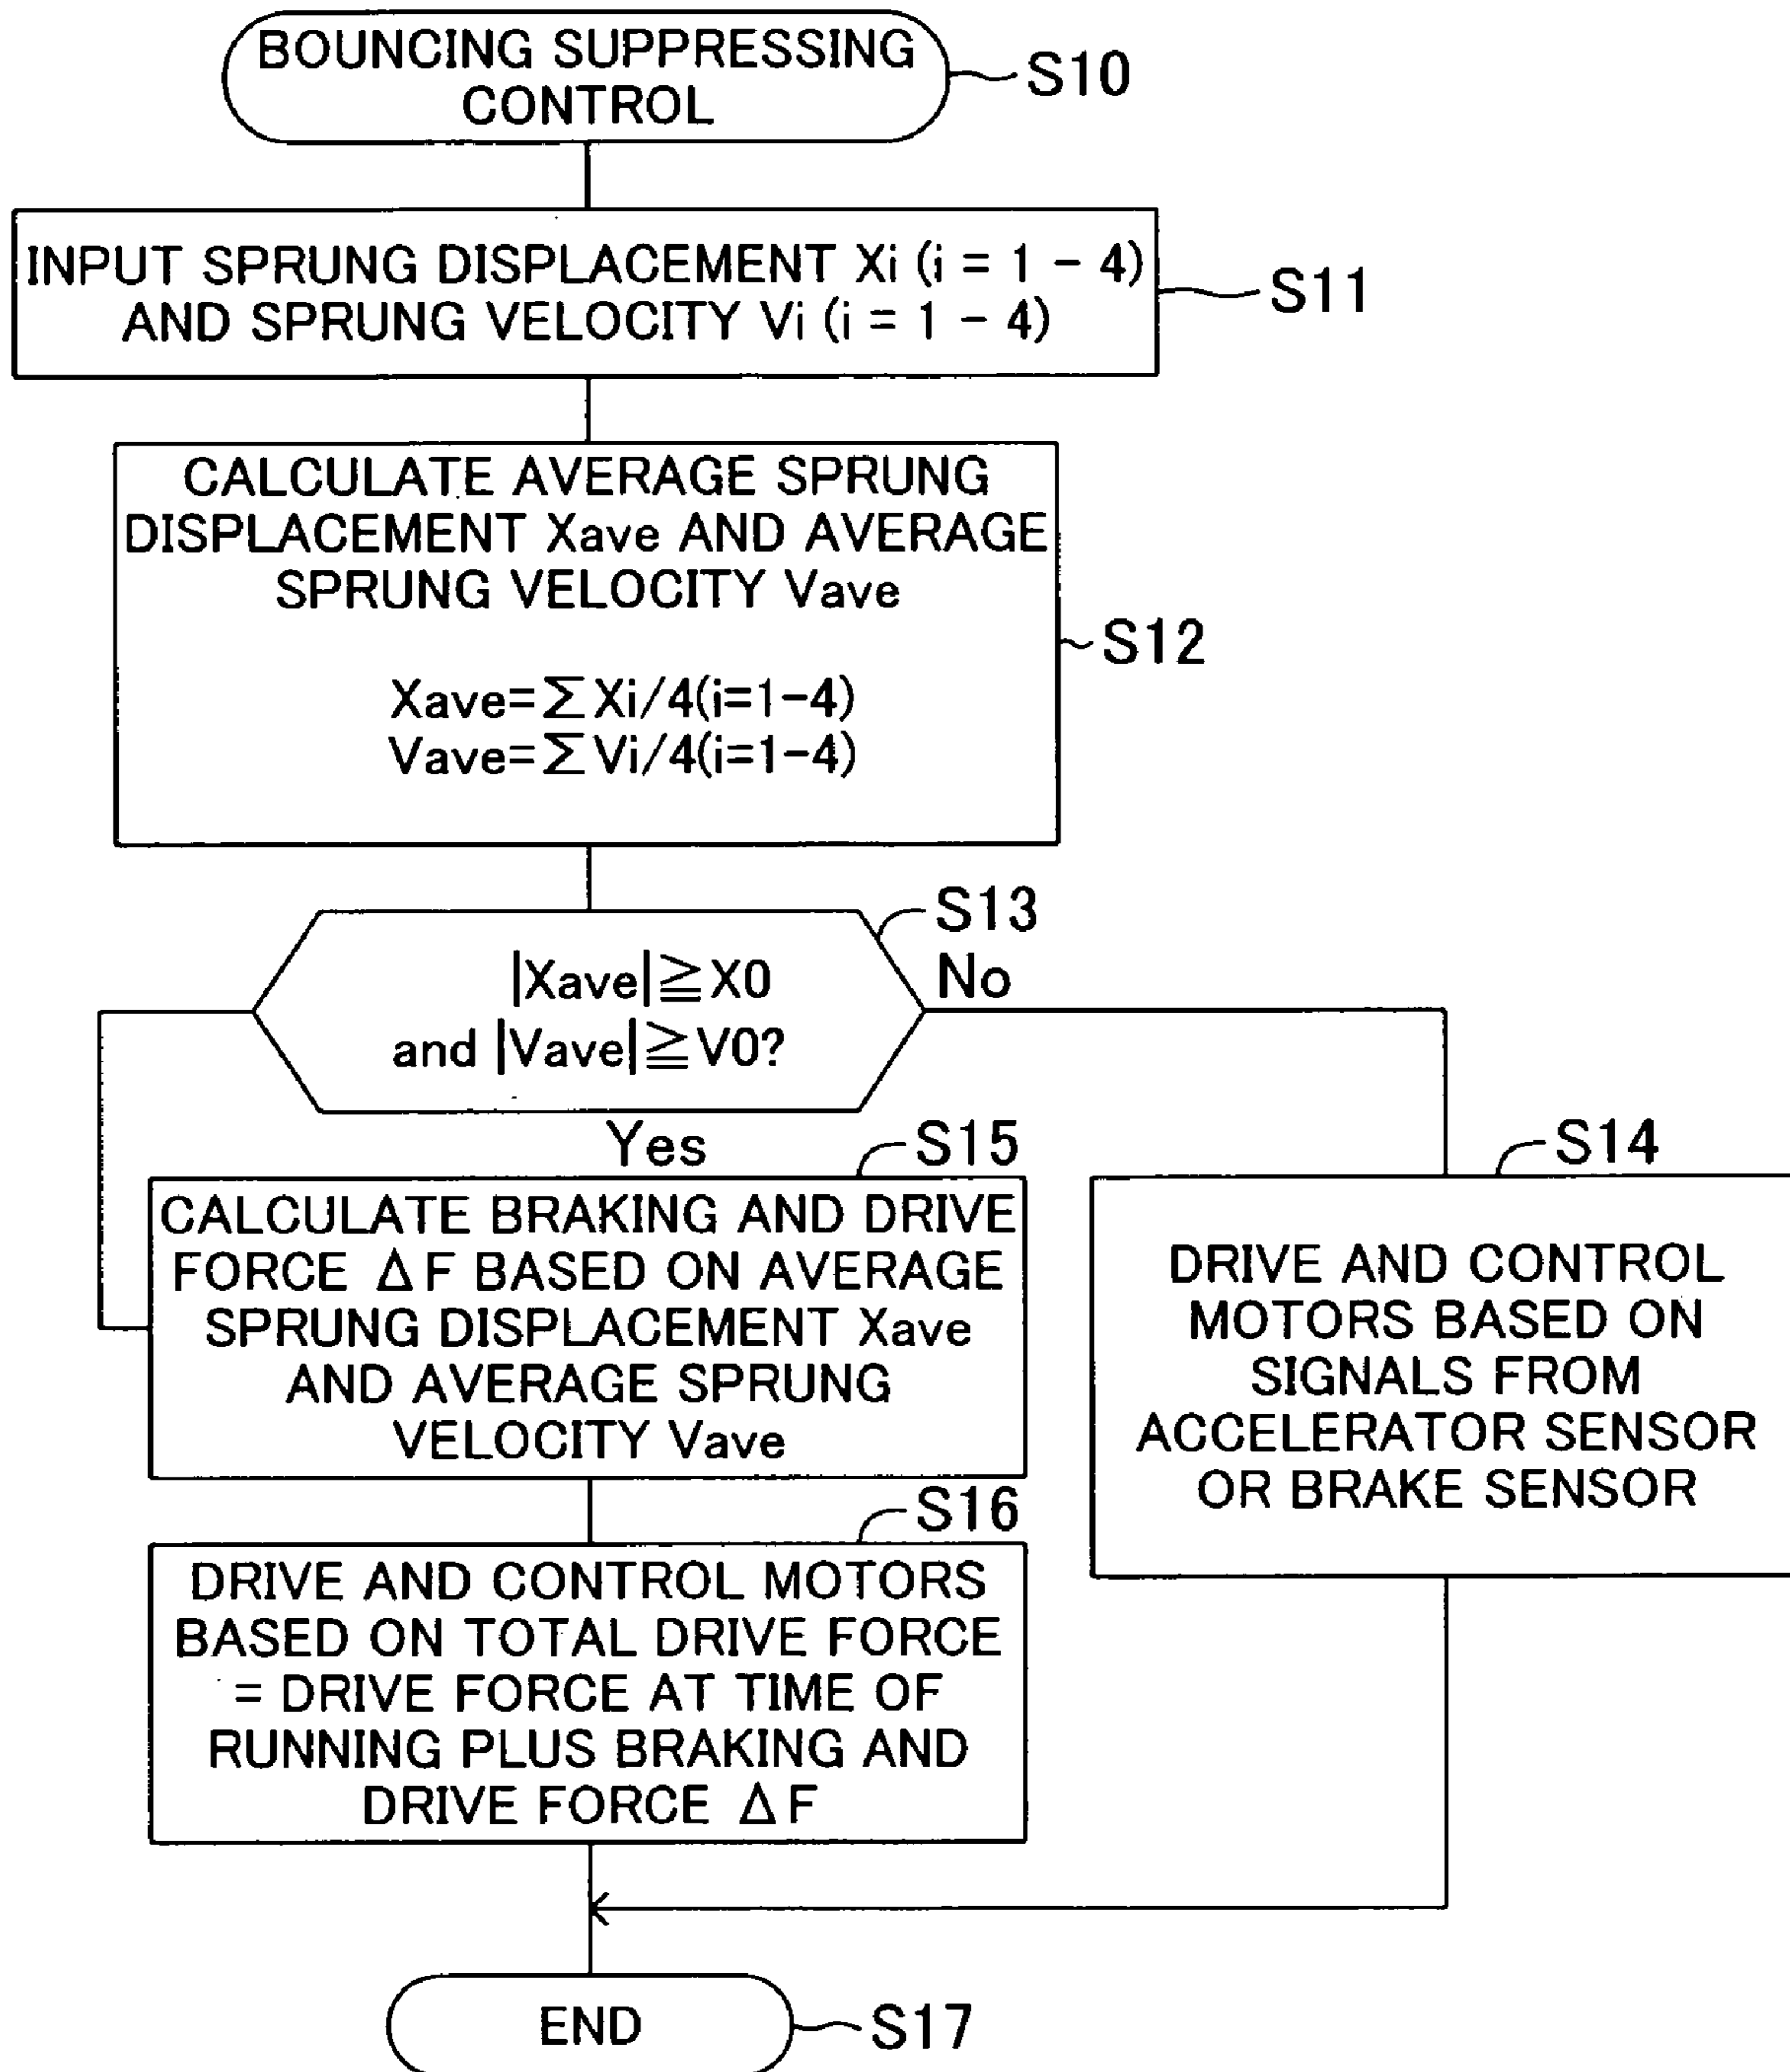 BOUNCING SUPPRESSING
CONTROL
S10
INPUT SPRUNG DISPLACEMENT Xi (i = 1 - 4)
AND SPRUNG VELOCITY Vi (i = 1 - 4)
S11
CALCULATE AVERAGE SPRUNG
DISPLACEMENT Xave AND AVERAGE
SPRUNG VELOCITY Vave
Xave=∑Xi/4(i=1-4)
Vave=∑Vi/4(i=1-4)
S12
S13
|Xave|≧X0
and |Vave|≧V0?
No
Yes
S15
CALCULATE BRAKING AND DRIVE
FORCE ΔF BASED ON AVERAGE
SPRUNG DISPLACEMENT Xave
AND AVERAGE SPRUNG
VELOCITY Vave
S14
DRIVE AND CONTROL
MOTORS BASED ON
SIGNALS FROM
ACCELERATOR SENSOR
OR BRAKE SENSOR
S16
DRIVE AND CONTROL MOTORS
BASED ON TOTAL DRIVE FORCE
= DRIVE FORCE AT TIME OF
RUNNING PLUS BRAKING AND
DRIVE FORCE ΔF
END
S17